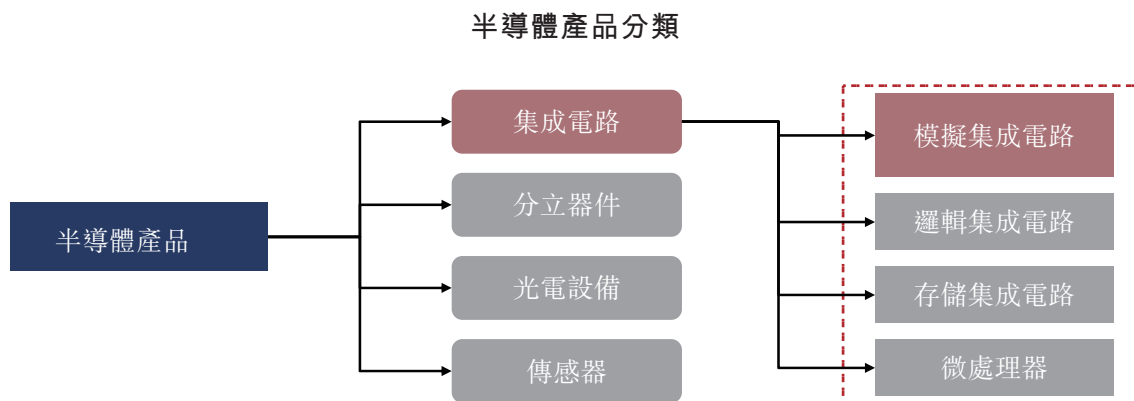 半導體產品分類
半導體產品
集成電路
分立器件
光電設備
傳感器
模擬集成電路
邏輯集成電路
存儲集成電路
微處理器